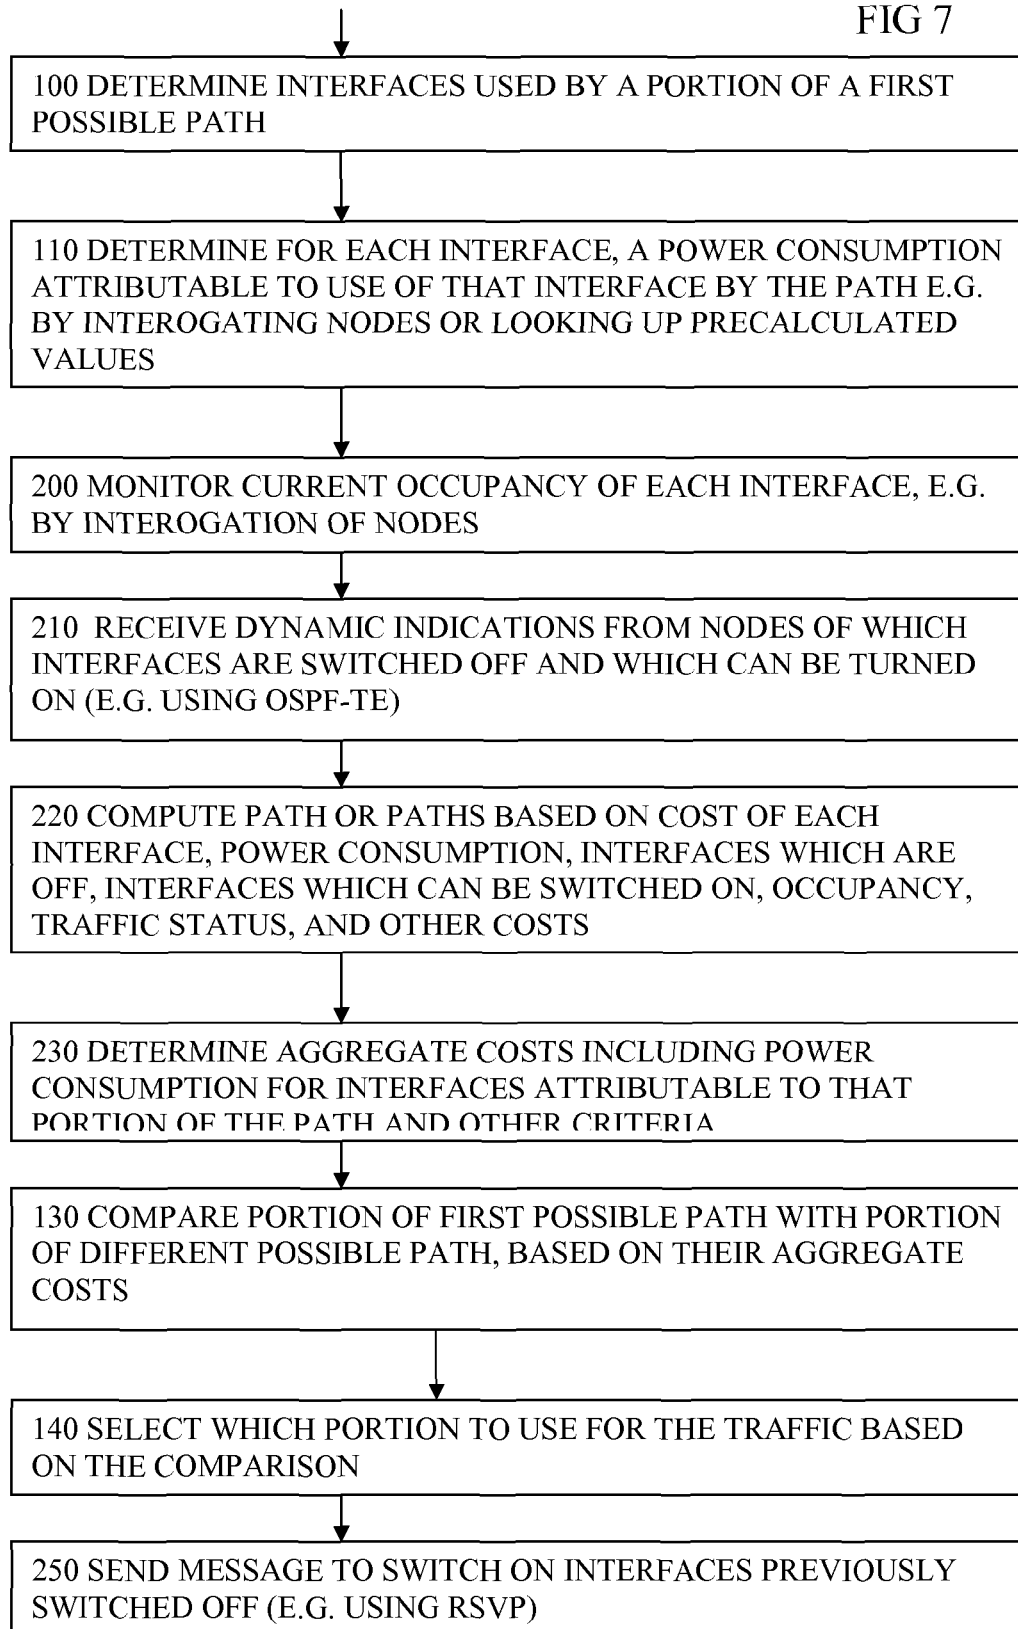 FIG 7
100 DETERMINE INTERFACES USED BY A PORTION OF A FIRST
POSSIBLE PATH
110 DETERMINE FOR EACH INTERFACE, A POWER CONSUMPTION
ATTRIBUTABLE TO USE OF THAT INTERFACE BY THE PATH E.G.
BY INTEROGATING NODES OR LOOKING UP PRECALCULATED
VALUES
200 MONITOR CURRENT OCCUPANCY OF EACH INTERFACE, E.G.
BY INTEROGATION OF NODES
210 RECEIVE DYNAMIC INDICATIONS FROM NODES OF WHICH
INTERFACES ARE SWITCHED OFF AND WHICH CAN BE TURNED
ON (E.G. USING OSPF-TE)
220 COMPUTE PATH OR PATHS BASED ON COST OF EACH
INTERFACE, POWER CONSUMPTION, INTERFACES WHICH ARE
OFF, INTERFACES WHICH CAN BE SWITCHED ON, OCCUPANCY,
TRAFFIC STATUS, AND OTHER COSTS
230 DETERMINE AGGREGATE COSTS INCLUDING POWER
CONSUMPTION FOR INTERFACES ATTRIBUTABLE TO THAT
PORTION OF THE PATH AND OTHER CRITERIA
130 COMPARE PORTION OF FIRST POSSIBLE PATH WITH PORTION
OF DIFFERENT POSSIBLE PATH, BASED ON THEIR AGGREGATE
COSTS
140 SELECT WHICH PORTION TO USE FOR THE TRAFFIC BASED
ON THE COMPARISON
250 SEND MESSAGE TO SWITCH ON INTERFACES PREVIOUSLY
SWITCHED OFF (E.G. USING RSVP)